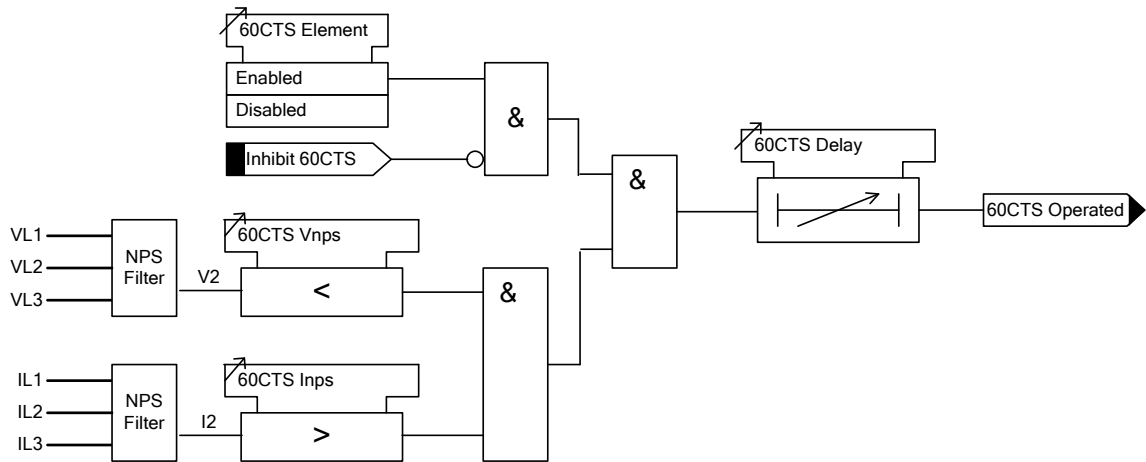 60CTS Element
Enabled
Disabled
&
Inhibit 60CTS
&
60CTS Delay
60CTS Operated
VL1
VL2
VL3
NPS
Filter
V2
60CTS Vnps
<
&
IL1
IL2
IL3
NPS
Filter
I2
60CTS Inps
>